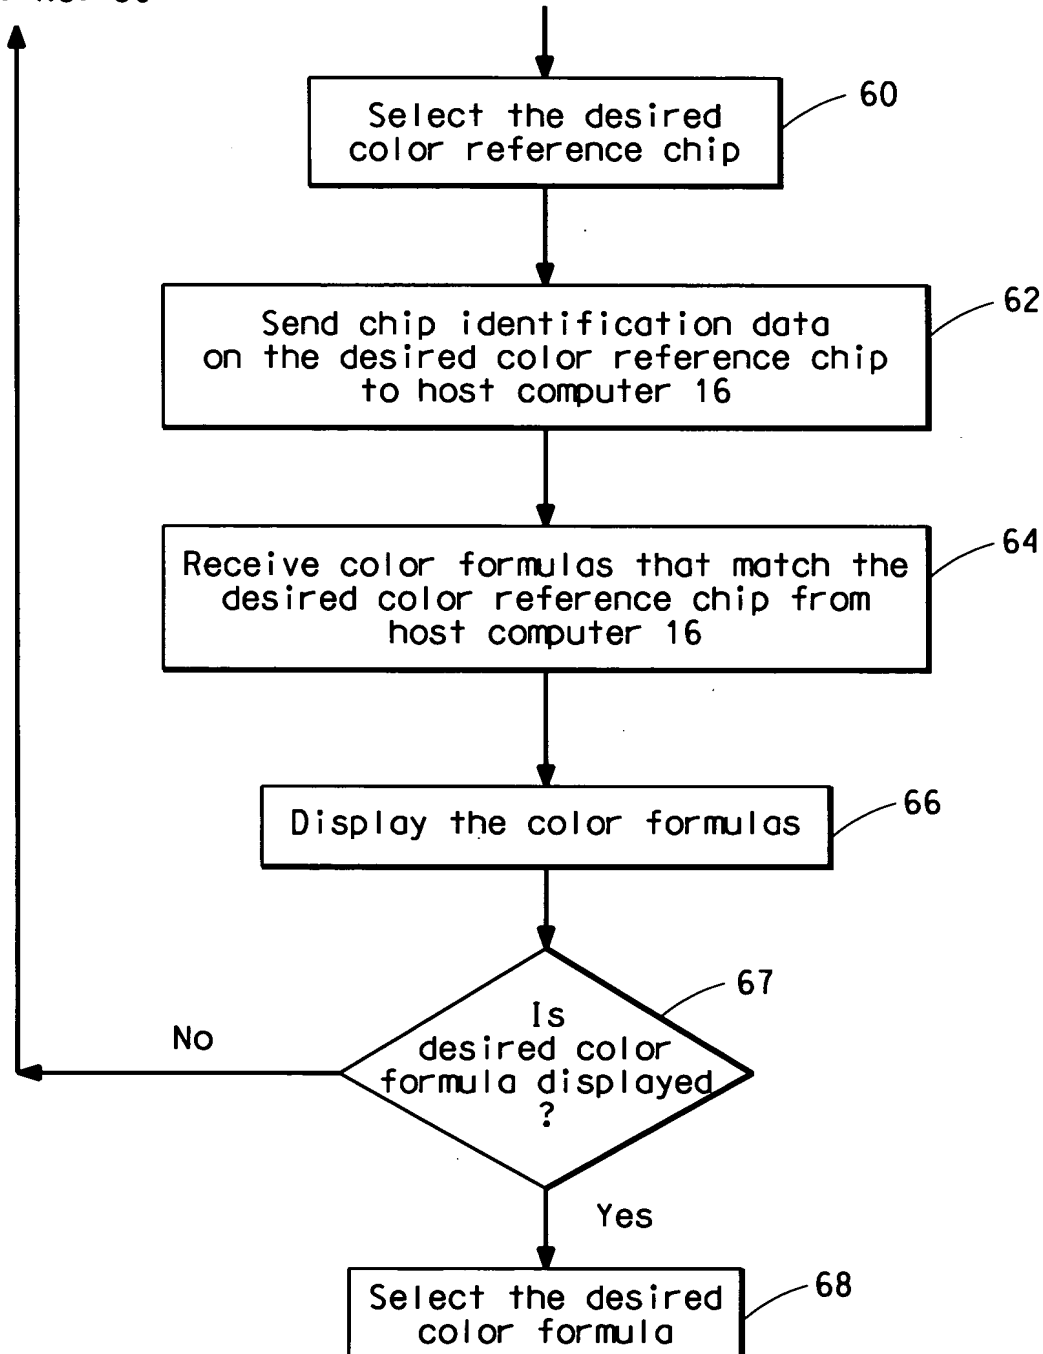 60
Select the desired
color reference chip
62
Send chip identification data
on the desired color reference chip
to host computer 16
64
Receive color formulas that match the
desired color reference chip from
host computer 16
66
Display the color formulas
67
Is
desired color
formula displayed
?
No
Yes
68
Select the desired
color formula